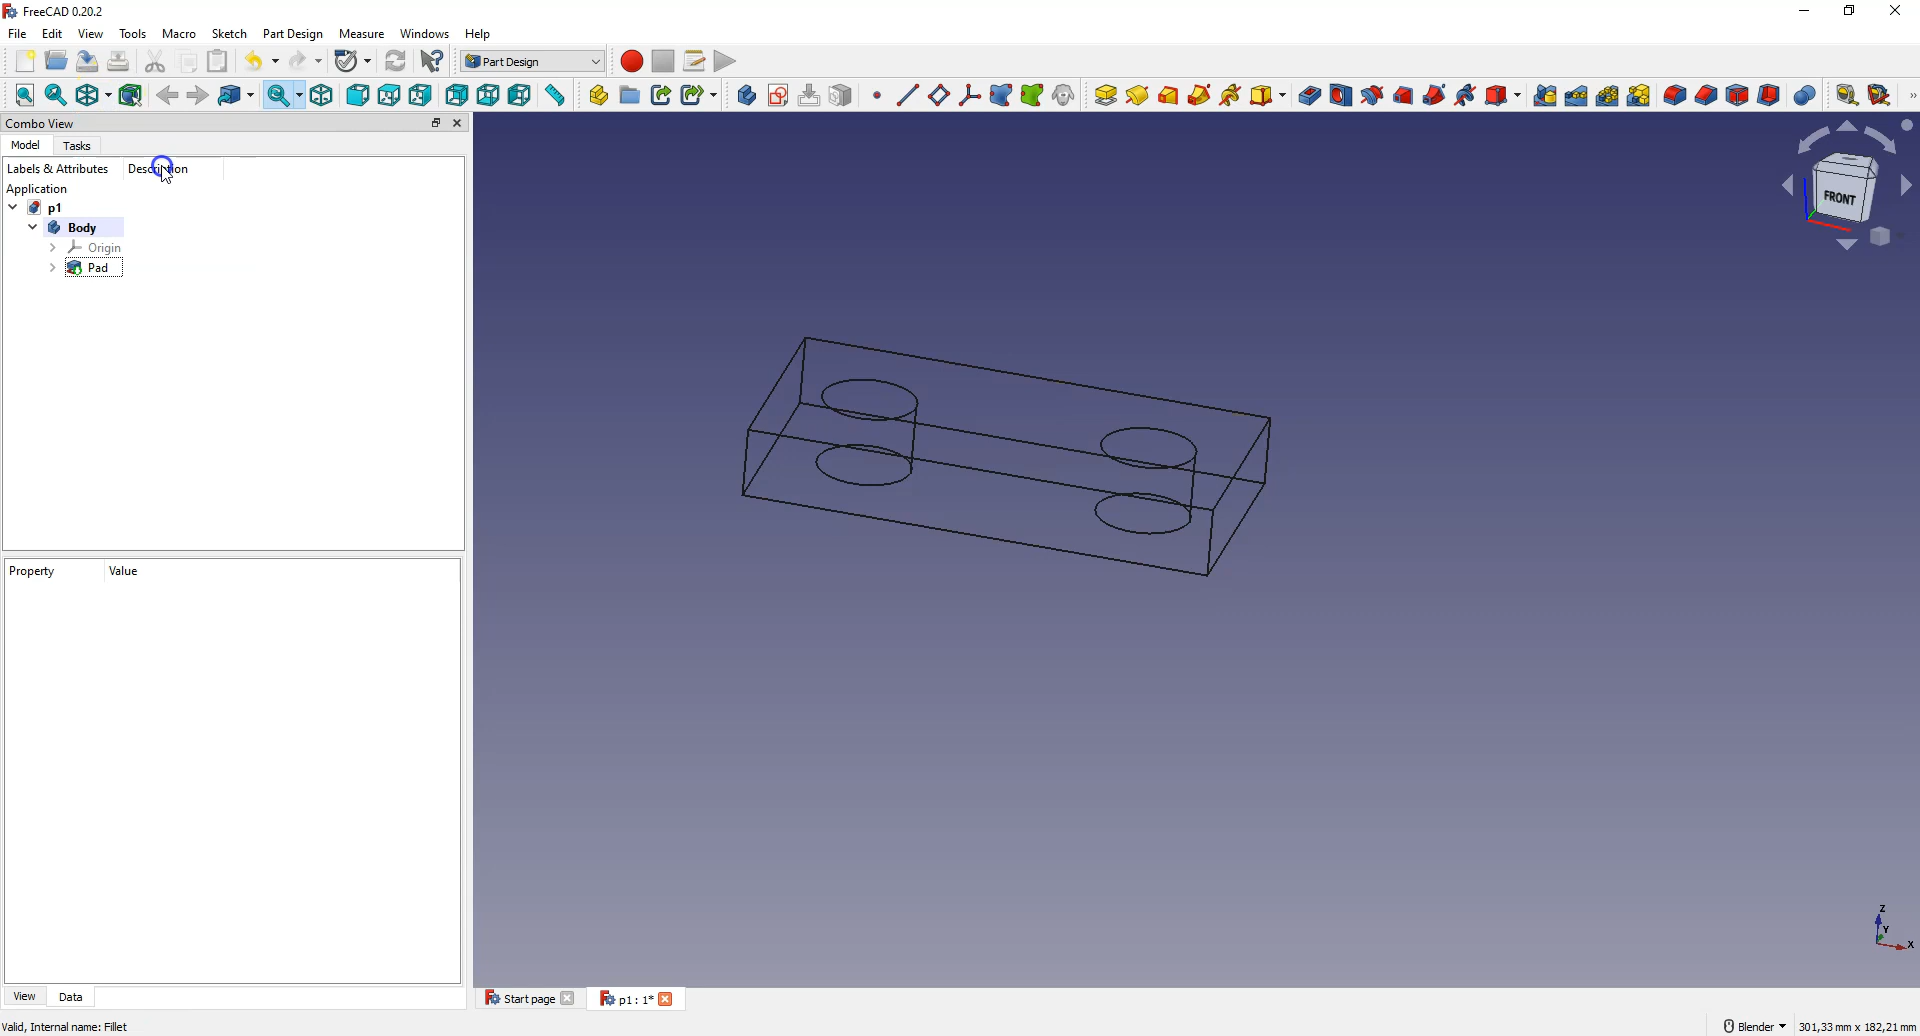 FreeCAD 0.20.2
File Edit View Tools Macro Sketch Part Design Measure Windows Help
Part Design
Combo View
Model Tasks
Labels & Attributes Description
Application
p1
Body
Origin
Pad
FRONT
Property Value
Z
Y
X
View Data
Start page p1 : 1*
Valid, Internal name: Fillet
Blender 301,33 mm x 182,21 mm